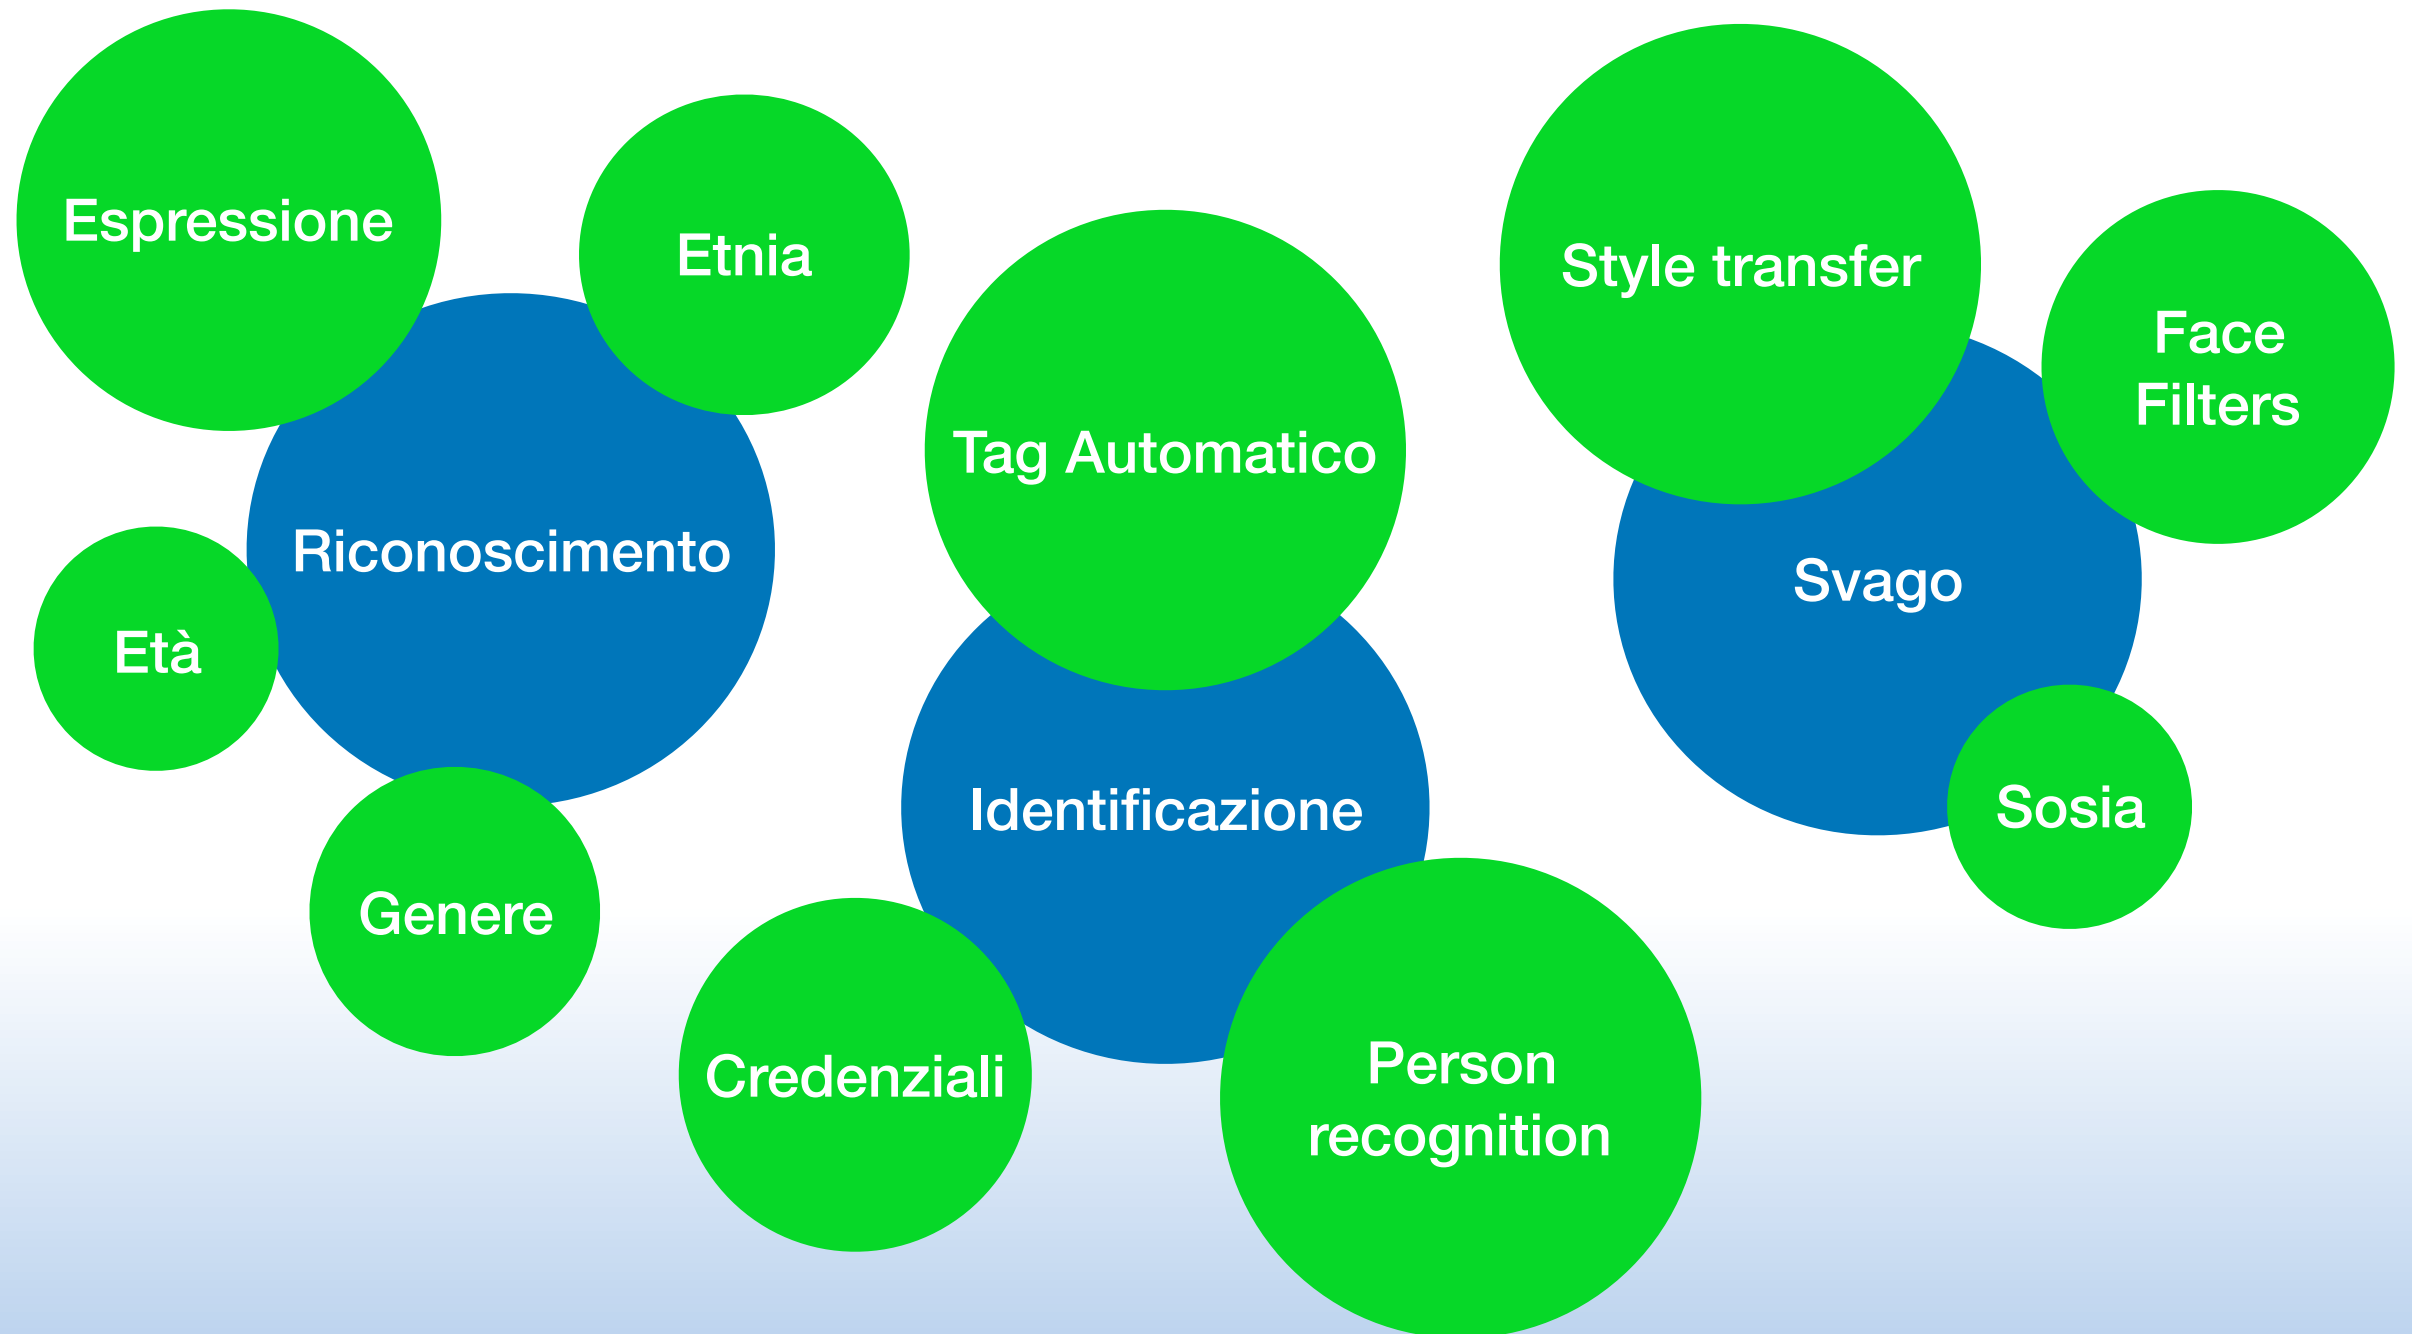 Espressione
Etnia
Riconoscimento
Età
Genere
Tag Automatico
Identificazione
Credenziali
Person
recognition
Style transfer
Face
Filters
Svago
Sosia